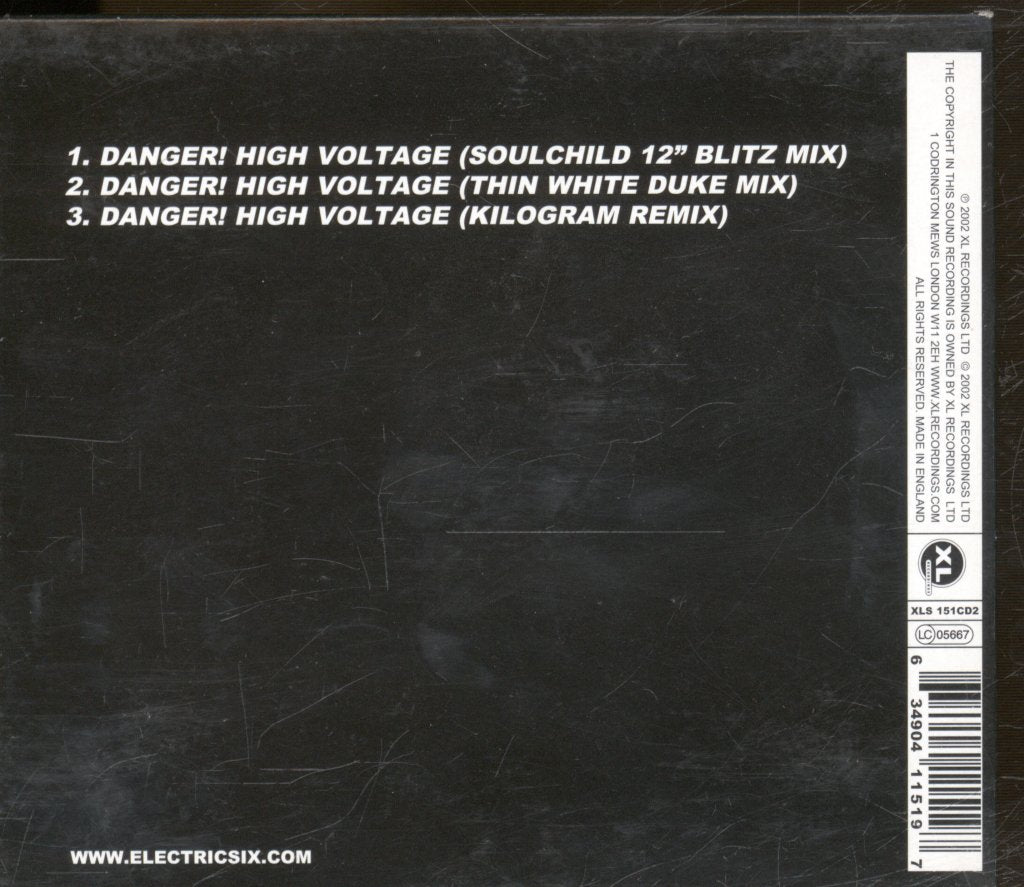 1. DANGER! HIGH VOLTAGE (SOULCHILD 12” BLITZ MIX)
2. DANGER! HIGH VOLTAGE (THIN WHITE DUKE MIX)
3. DANGER! HIGH VOLTAGE (KILOGRAM REMIX)
WWW.ELECTRICSIX.COM
℗ 2002 XL RECORDINGS LTD © 2002 XL RECORDINGS LTD
THE COPYRIGHT IN THIS SOUND RECORDING IS OWNED BY XL RECORDINGS LTD
1 CODRINGTON MEWS LONDON W11 2EH WWW.XLRECORDINGS.COM
ALL RIGHTS RESERVED. MADE IN ENGLAND
XL
RECORDINGS
XLS 151CD2
LC 05667
6 34904 11519 7